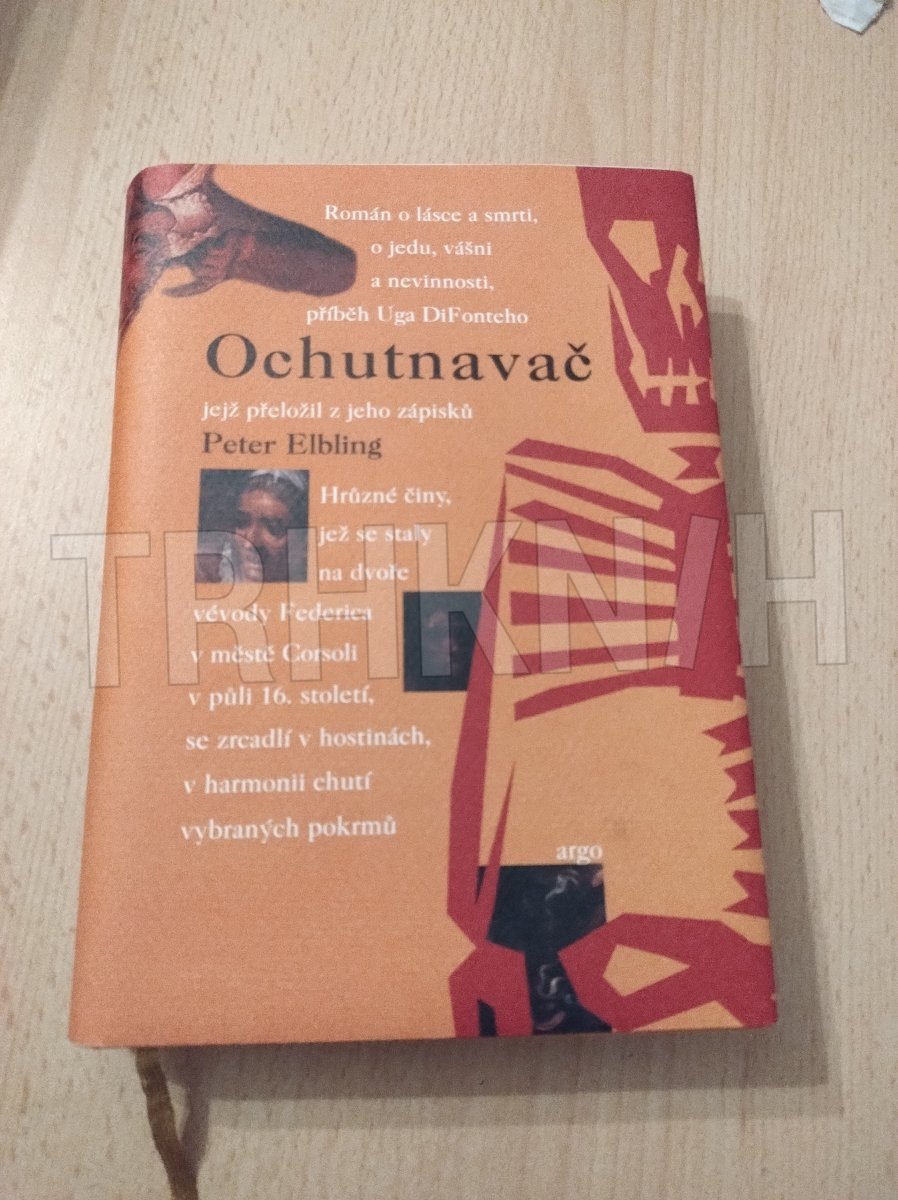 Román o lásce a smrti,
o jedu, vášni
a nevinnosti,
příběh Uga DiFonteho
Ochutnavač
jejž přeložil z jeho zápisků
Peter Elbling
Hrůzné činy,
jež se staly
na dvoře
vévody Federica
v městě Corsoli
v půli 16. století,
se zrcadlí v hostinách,
v harmonii chutí
vybraných pokrmů
argo
TRHKNIH